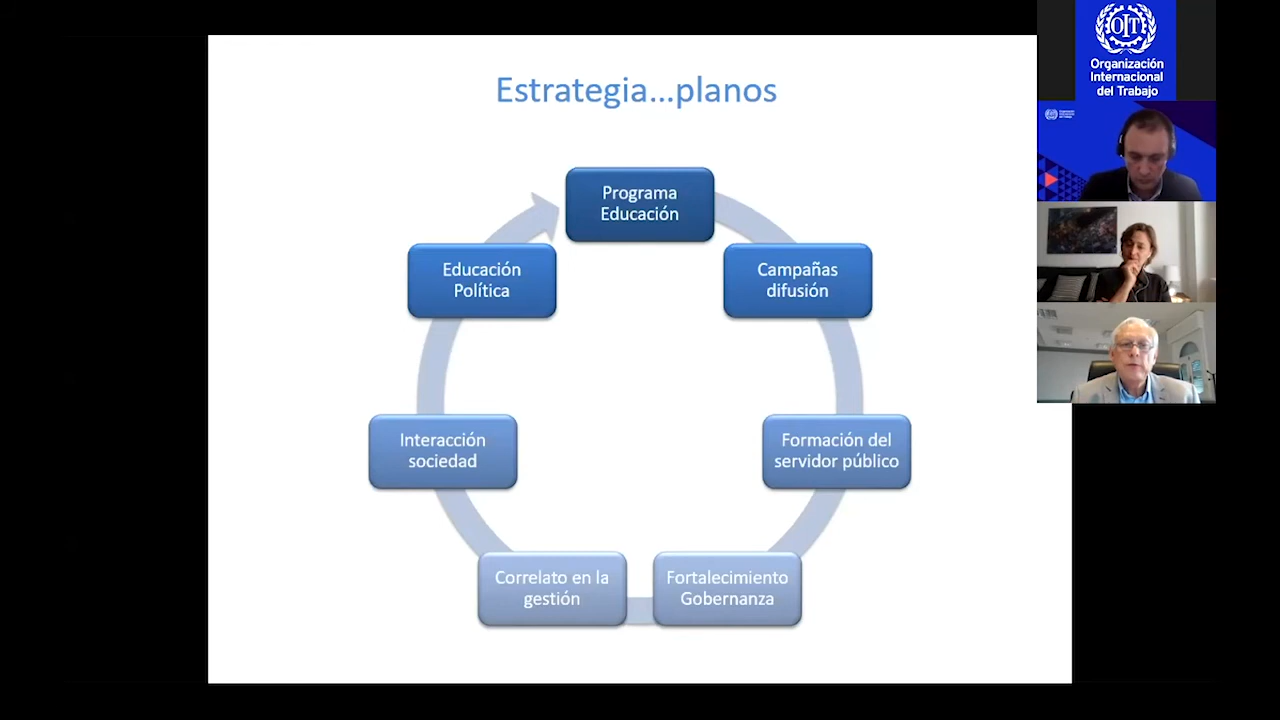 Estrategia...planos
Programa
Educación
Campañas
difusión
Formación del
servidor público
Fortalecimiento
Gobernanza
Correlato en la
gestión
Interacción
sociedad
Educación
Política
OIT
Organización
Internacional
del Trabajo